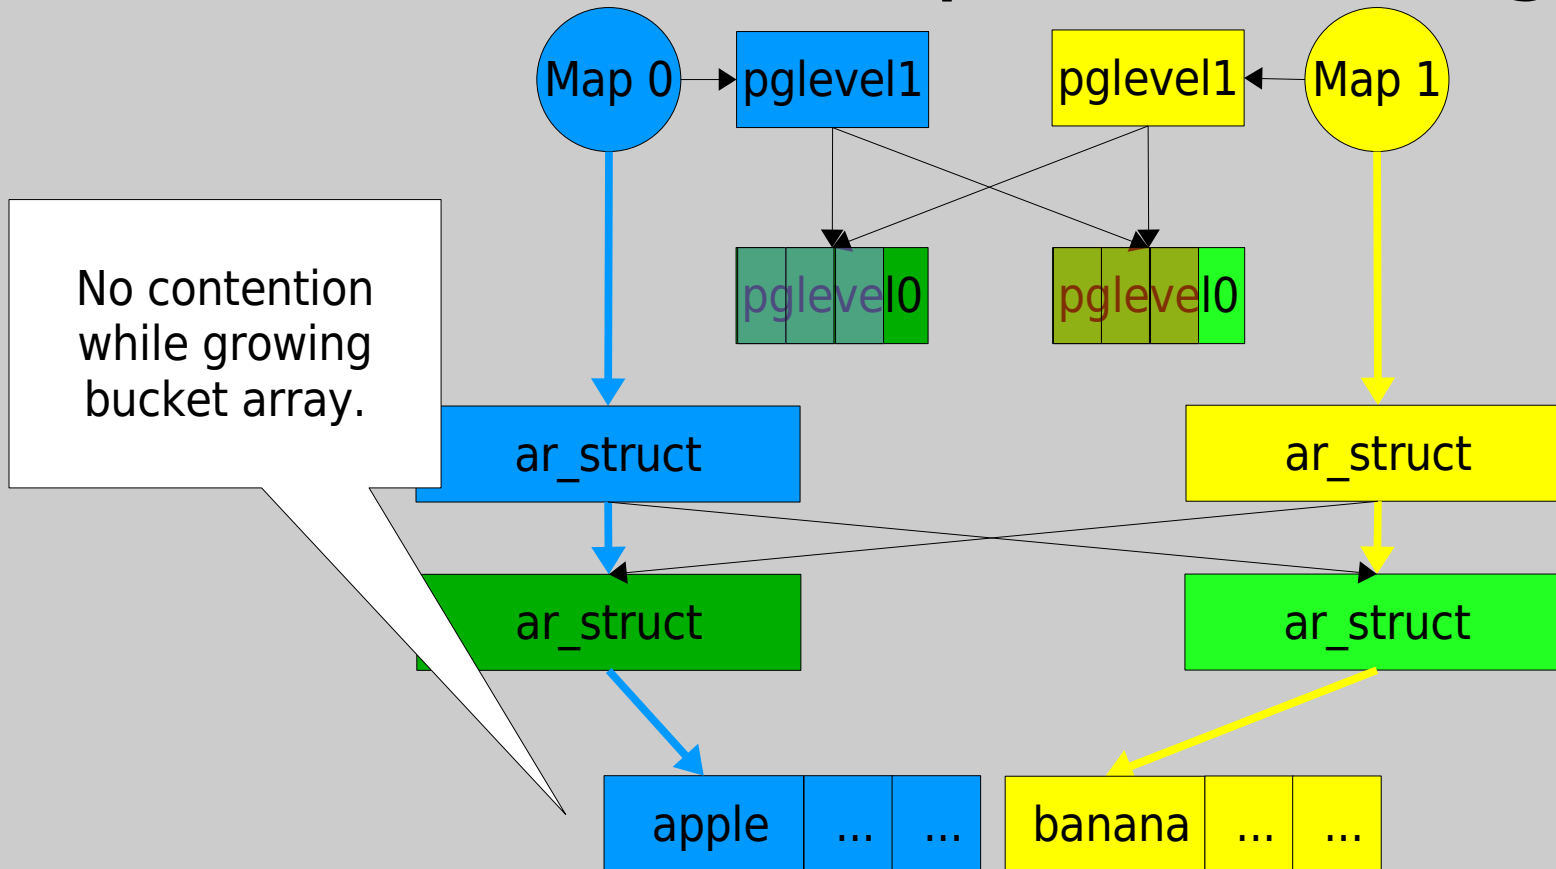 Map 0
pglevel1
pglevel1
Map 1
pglevel0
pglevel0
No contention
while growing
bucket array.
ar_struct
ar_struct
ar_struct
ar_struct
apple
...
...
banana
...
...